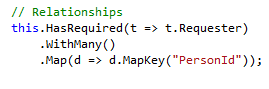 // Relationships
this.HasRequired(t => t.Requester)
.WithMany()
.Map(d => d.MapKey("PersonId"));